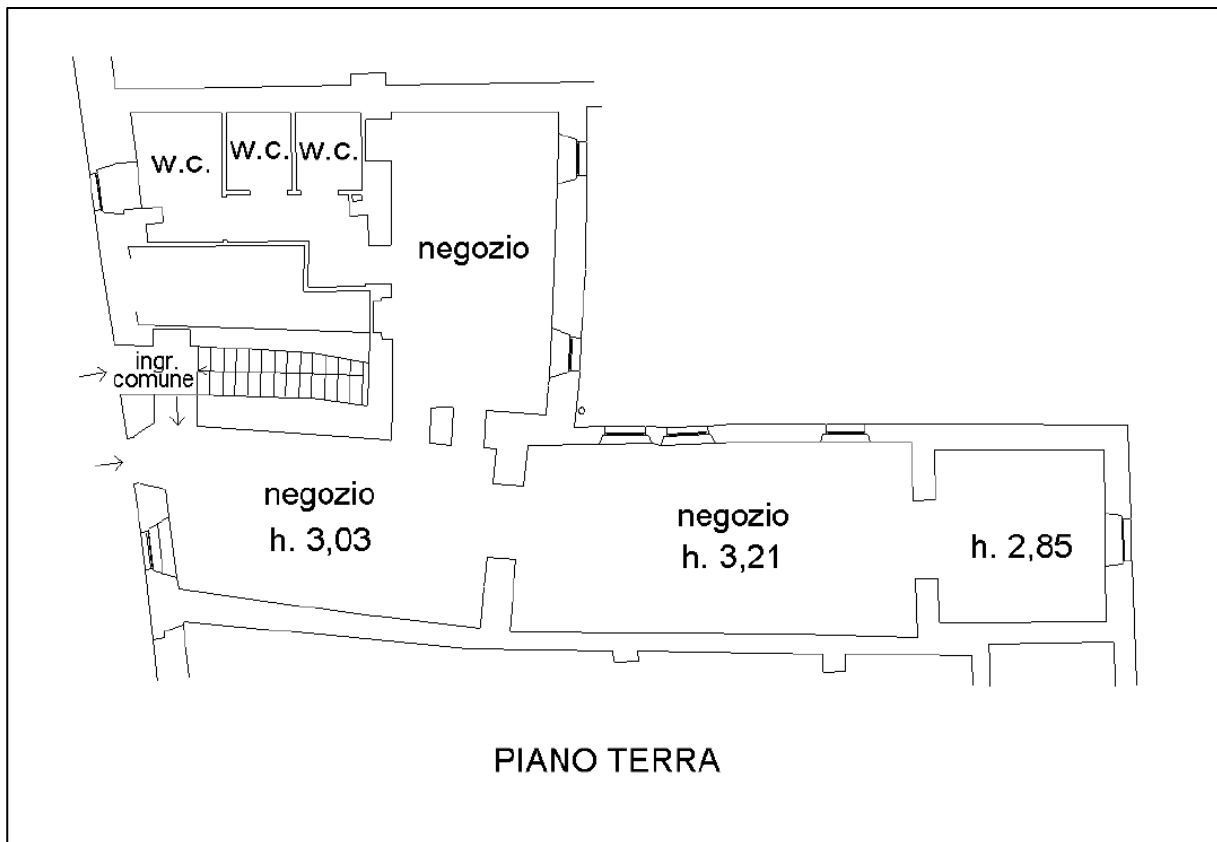 w.c.
w.c.
w.c.
negozio
ingr.
comune
negozio
h. 3,03
negozio
h. 3,21
h. 2,85
PIANO TERRA